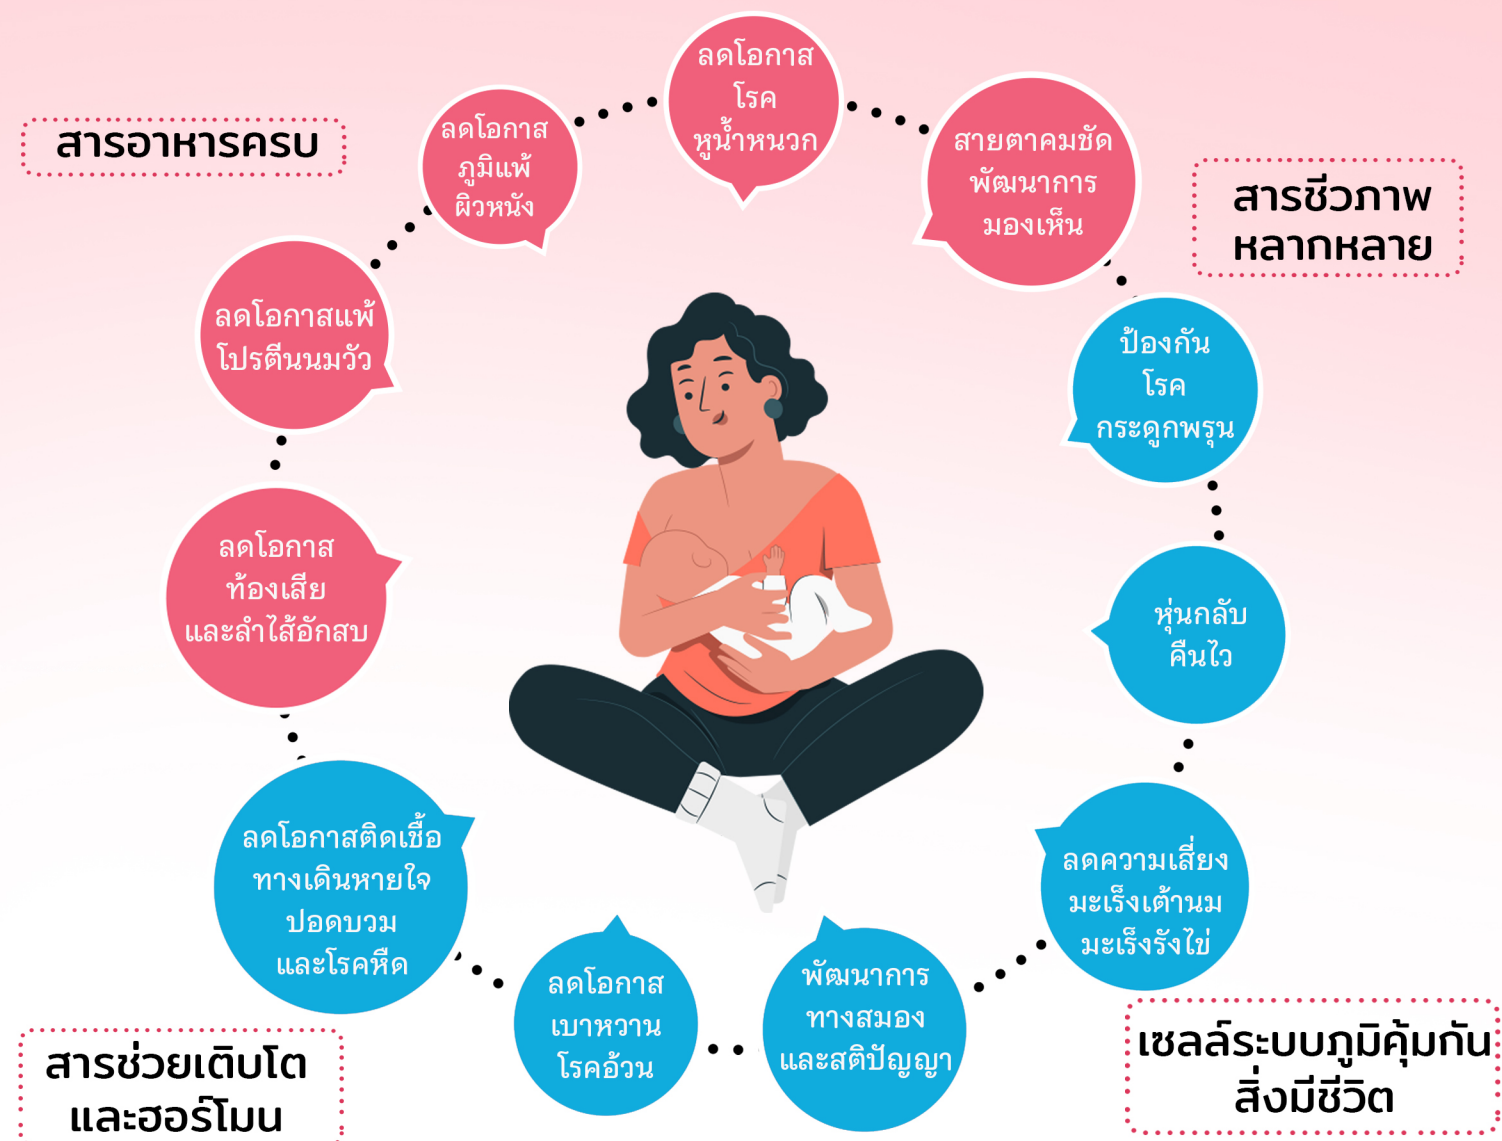 สารอาหารครบ
ลดโอกาส
ภูมิแพ้
ผิวหนัง
ลดโอกาส
โรค
หูน้ำหนวก
สายตาคมชัด
พัฒนาการ
มองเห็น
สารชีวภาพ
หลากหลาย
ลดโอกาสแพ้
โปรตีนนมวัว
ป้องกัน
โรค
กระดูกพรุน
ลดโอกาส
ท้องเสีย
และลำไส้อักสบ
หุ่นกลับ
คืนไว
ลดโอกาสติดเชื้อ
ทางเดินหายใจ
ปอดบวม
และโรคหืด
ลดโอกาส
เบาหวาน
โรคอ้วน
พัฒนาการ
ทางสมอง
และสติปัญญา
ลดความเสี่ยง
มะเร็งเต้านม
มะเร็งรังไข่
สารช่วยเติบโต
และฮอร์โมน
เซลล์ระบบภูมิคุ้มกัน
สิ่งมีชีวิต